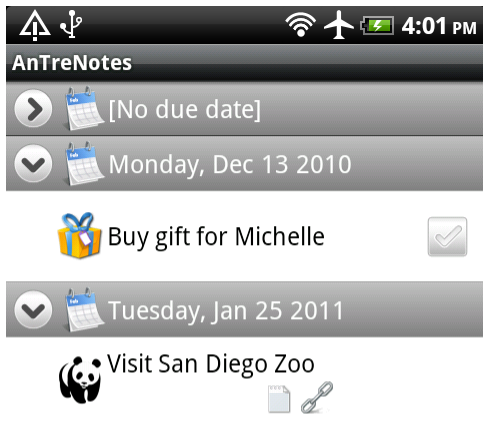 4:01 PM
AnTreNotes
[No due date]
Monday, Dec 13 2010
Buy gift for Michelle
Tuesday, Jan 25 2011
Visit San Diego Zoo